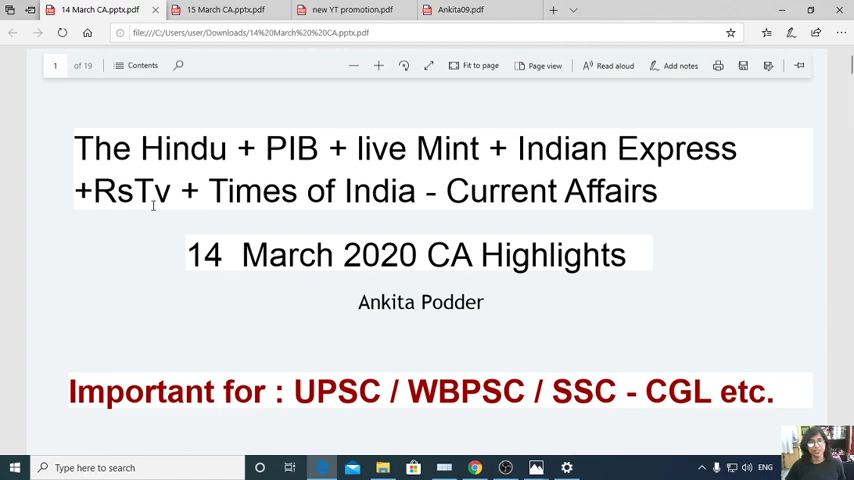 14 March CA.pptx.pdf
15 March CA.pptx.pdf
new YT promotion.pdf
Ankita09.pdf
file:///C:/Users/user/Downloads/14%20March%20%20CA.pptx.pdf
1 of 19 Contents Fit to page Page view Read aloud Add notes
The Hindu + PIB + live Mint + Indian Express
+RsTv + Times of India - Current Affairs
14 March 2020 CA Highlights
Ankita Podder
Important for : UPSC / WBPSC / SSC - CGL etc.
Type here to search
ENG